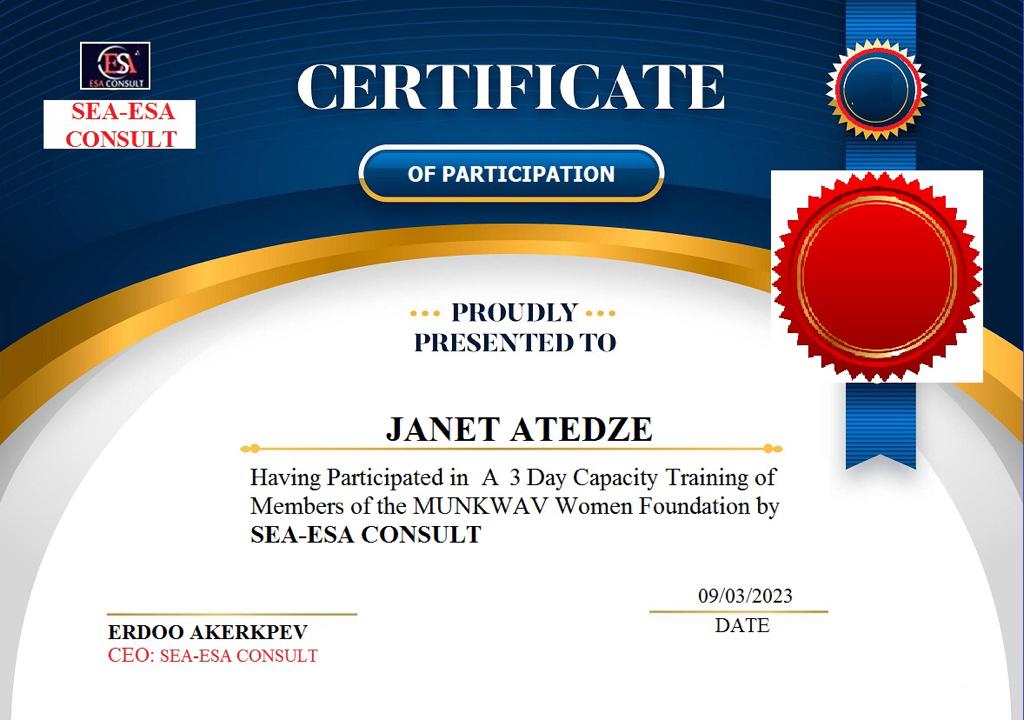 ESA
ESA CONSULT
SEA-ESA
CONSULT
CERTIFICATE
OF PARTICIPATION
PROUDLY
PRESENTED TO
JANET ATEDZE
Having Participated in A 3 Day Capacity Training of
Members of the MUNKWAV Women Foundation by
SEA-ESA CONSULT
09/03/2023
DATE
ERDOO AKERKPEV
CEO: SEA-ESA CONSULT